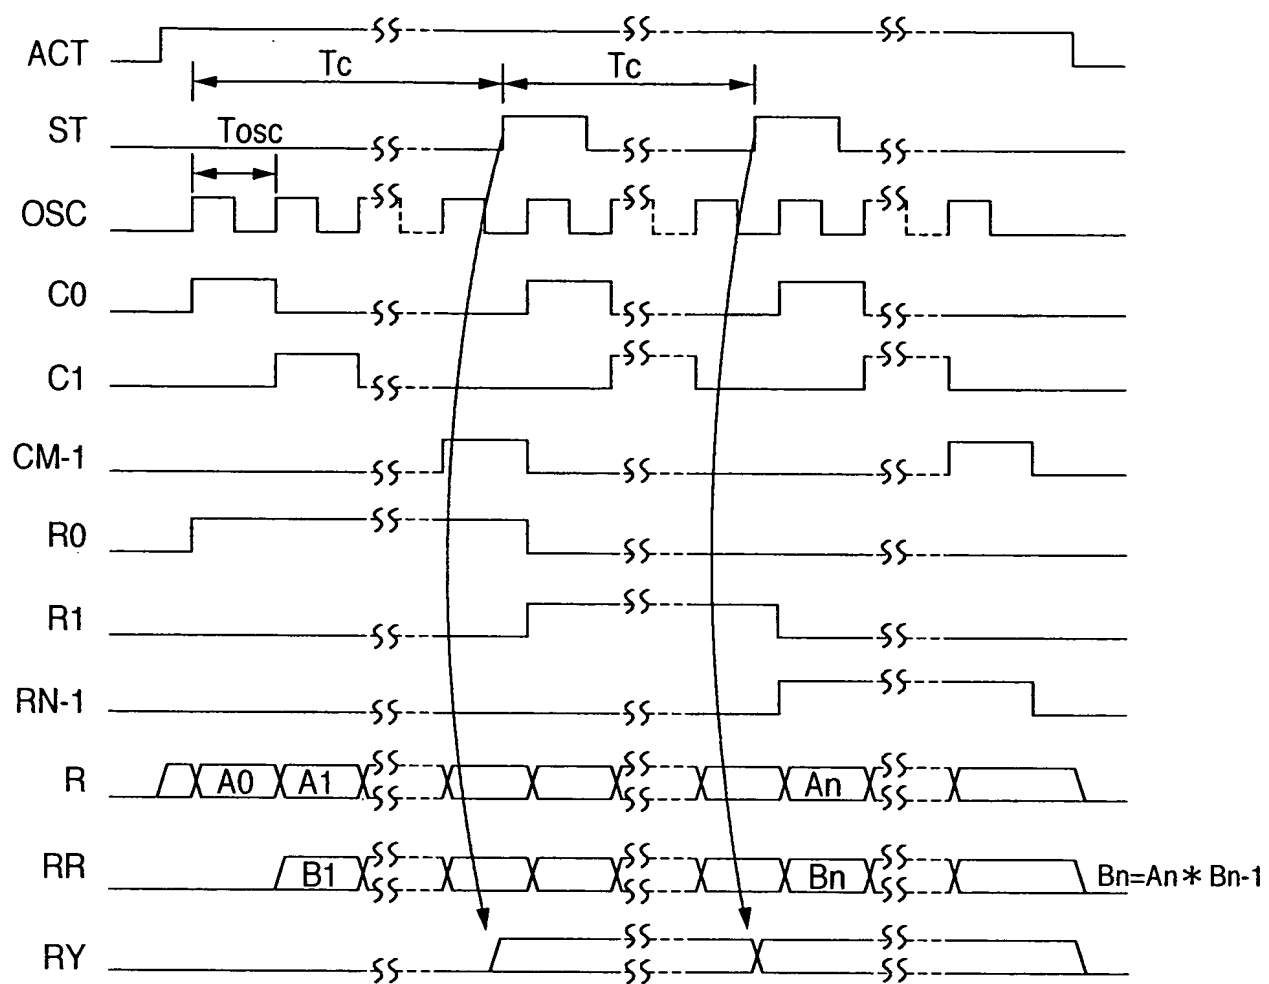 ACT
Tc
Tc
ST
Tosc
OSC
C0
C1
CM-1
R0
R1
RN-1
R
A0
A1
An
RR
B1
Bn
Bn=An*Bn-1
RY